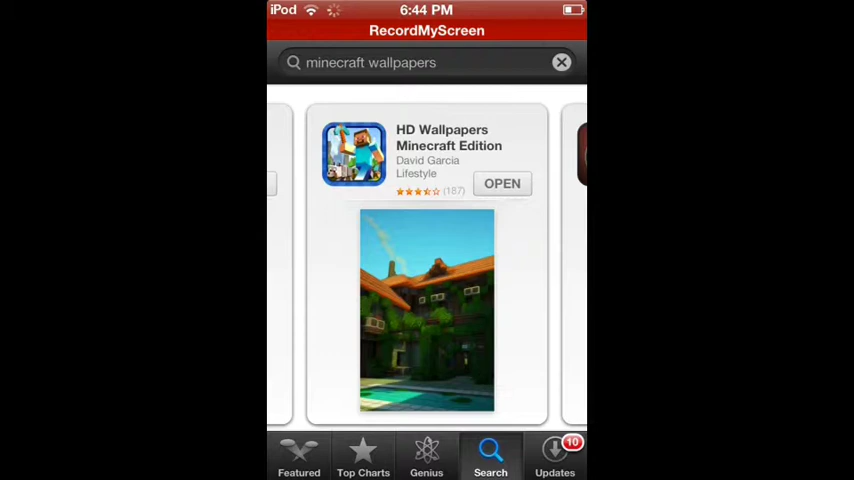 iPod 6:44 PM
RecordMyScreen
minecraft wallpapers
HD Wallpapers
Minecraft Edition
David Garcia
Lifestyle
(187)
OPEN
10
Featured Top Charts Genius Search Updates